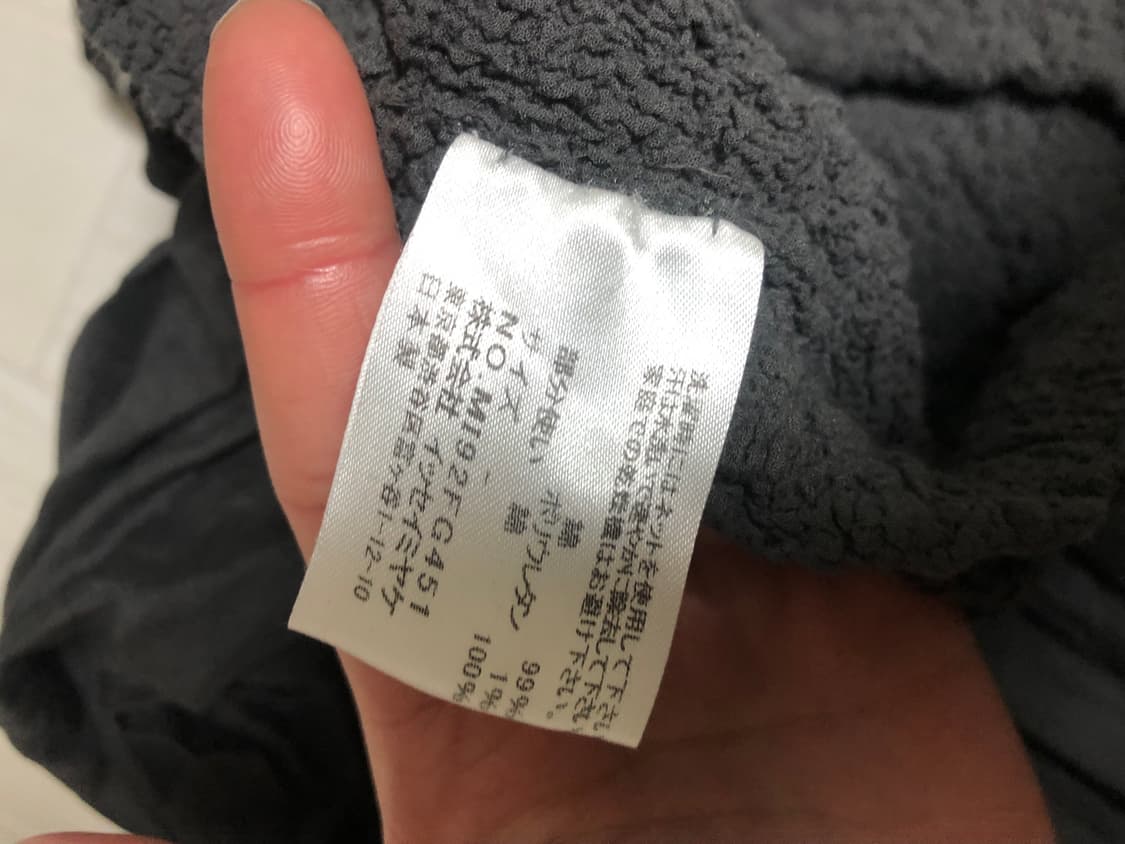 洗濯時にはネットを使用して下さい
汗は水洗いで速やかに除去して下さい
家庭での乾燥機はお避け下さい。
綿 99%
ポリウレタン 1%
部分使い 綿 100%
サイズ -
NO.MI92FG451
株式会社 イッセイミヤケ
東京都渋谷区富ヶ谷1-12-10
日本製